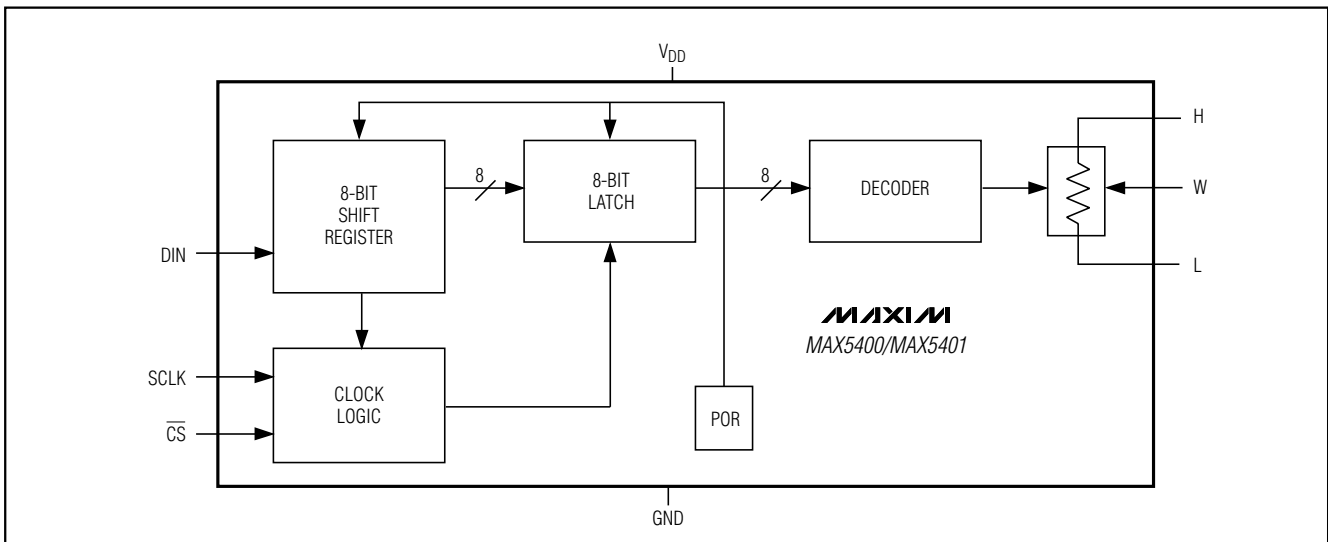 VDD
H
8
8-BIT
SHIFT
REGISTER
8-BIT
LATCH
8
DECODER
W
DIN
L
MAXIM
MAX5400/MAX5401
SCLK
CLOCK
LOGIC
POR
C̅S̅
GND